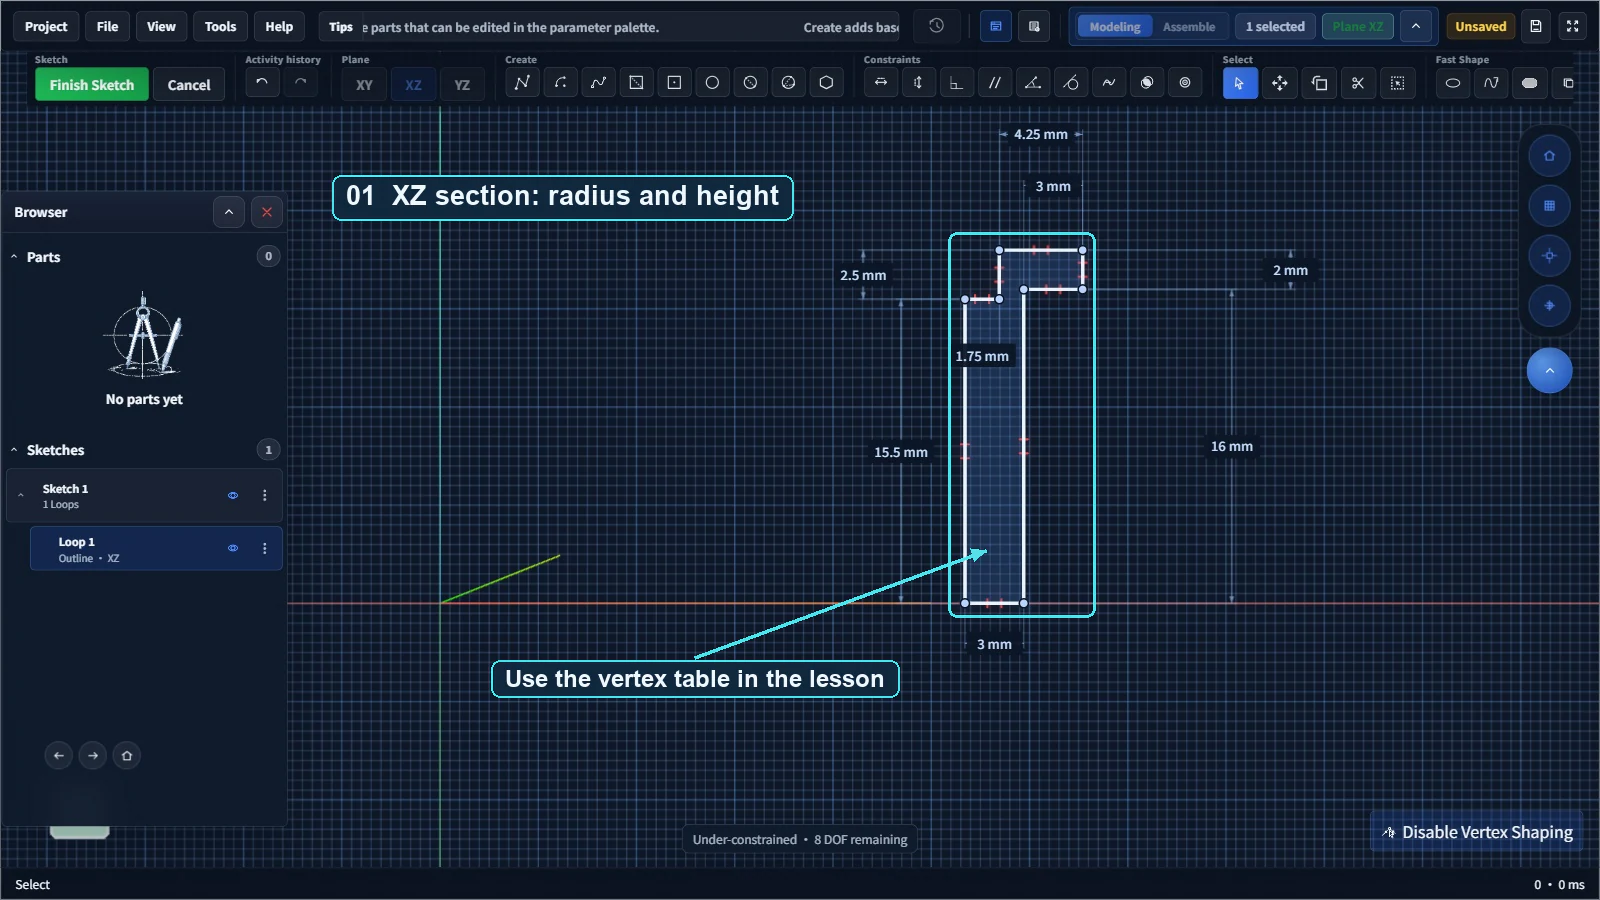 Project File View Tools Help Tips e parts that can be edited in the parameter palette. Create adds base Modeling Assemble 1 selected Plane XZ Unsaved
Sketch Activity history Plane Create Constraints Select Fast Shape
Finish Sketch Cancel XY XZ YZ
4.25 mm
01 XZ section: radius and height
3 mm
Browser
Parts 0
2.5 mm
2 mm
1.75 mm
No parts yet
Sketches 1
15.5 mm
16 mm
Sketch 1
1 Loops
Loop 1
Outline • XZ
3 mm
Use the vertex table in the lesson
Under-constrained • 8 DOF remaining
Disable Vertex Shaping
Select
0 • 0 ms